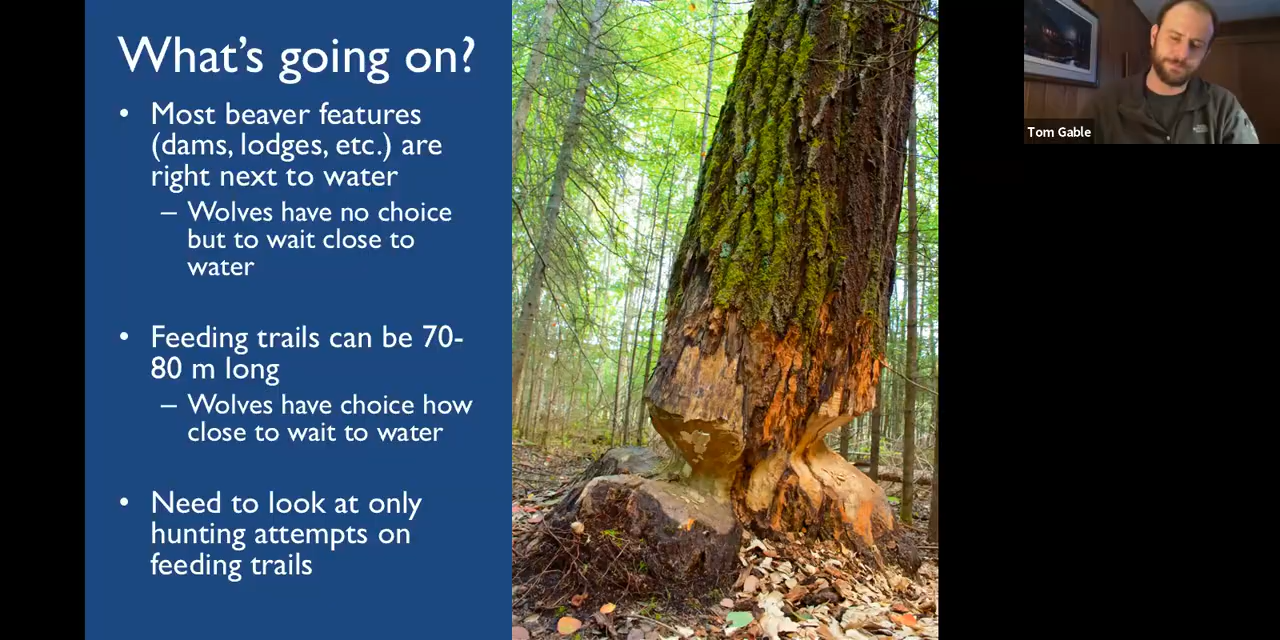 What's going on?
• Most beaver features
(dams, lodges, etc.) are
right next to water
– Wolves have no choice
but to wait close to
water
• Feeding trails can be 70-
80 m long
– Wolves have choice how
close to wait to water
• Need to look at only
hunting attempts on
feeding trails
Tom Gable